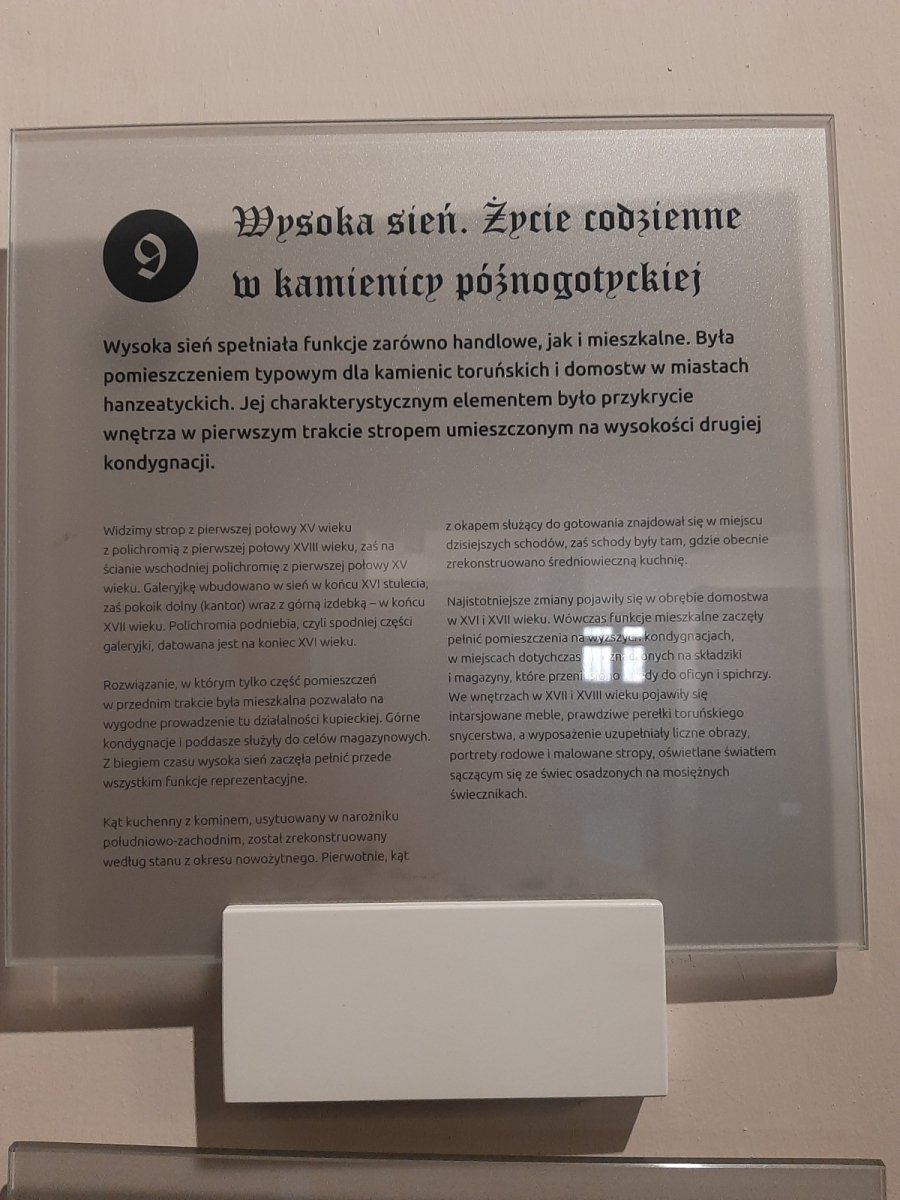 9
Wysoka sień. Życie codzienne
w kamienicy późnogotyckiej
Wysoka sień spełniała funkcje zarówno handlowe, jak i mieszkalne. Była
pomieszczeniem typowym dla kamienic toruńskich i domostw w miastach
hanzeatyckich. Jej charakterystycznym elementem było przykrycie
wnętrza w pierwszym trakcie stropem umieszczonym na wysokości drugiej
kondygnacji.
Widzimy strop z pierwszej połowy XV wieku
z polichromią z pierwszej połowy XVIII wieku, zaś na
ścianie wschodniej polichromię z pierwszej połowy XV
wieku. Galeryjkę wbudowano w sień w końcu XVI stulecia,
zaś pokoik dolny (kantor) wraz z górną izdebką – w końcu
XVII wieku. Polichromia podniebia, czyli spodniej części
galeryjki, datowana jest na koniec XVI wieku.
Rozwiązanie, w którym tylko część pomieszczeń
w przednim trakcie była mieszkalna pozwalało na
wygodne prowadzenie tu działalności kupieckiej. Górne
kondygnacje i poddasze służyły do celów magazynowych.
Z biegiem czasu wysoka sień zaczęła pełnić przede
wszystkim funkcje reprezentacyjne.
Kąt kuchenny z kominem, usytuowany w narożniku
południowo-zachodnim, został zrekonstruowany
według stanu z okresu nowożytnego. Pierwotnie, kąt
z okapem służący do gotowania znajdował się w miejscu
dzisiejszych schodów, zaś schody były tam, gdzie obecnie
zrekonstruowano średniowieczną kuchnię.
Najistotniejsze zmiany pojawiły się w obrębie domostwa
w XVI i XVII wieku. Wówczas funkcje mieszkalne zaczęły
pełnić pomieszczenia na wyższych kondygnacjach,
w miejscach dotychczas na składziki
i magazyny, które do oficyn i spichrzy.
We wnętrzach w XVII i XVIII wieku pojawiły się
intarsjowane meble, prawdziwe perełki toruńskiego
snycerstwa, a wyposażenie uzupełniały liczne obrazy,
portrety rodowe i malowane stropy, oświetlane światłem
sączącym się ze świec osadzonych na mosiężnych
świecznikach.